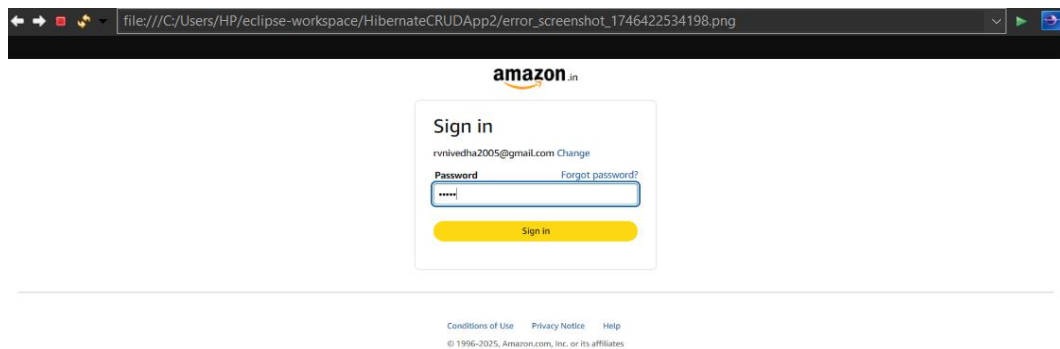 file:///C:/Users/HP/eclipse-workspace/HibernateCRUDApp2/error_screenshot_1746422534198.png
amazon.in
Sign in
rvnivedha2005@gmail.com Change
Password Forgot password?
•••••
Sign in
Conditions of Use Privacy Notice Help
© 1996-2025, Amazon.com, Inc. or its affiliates